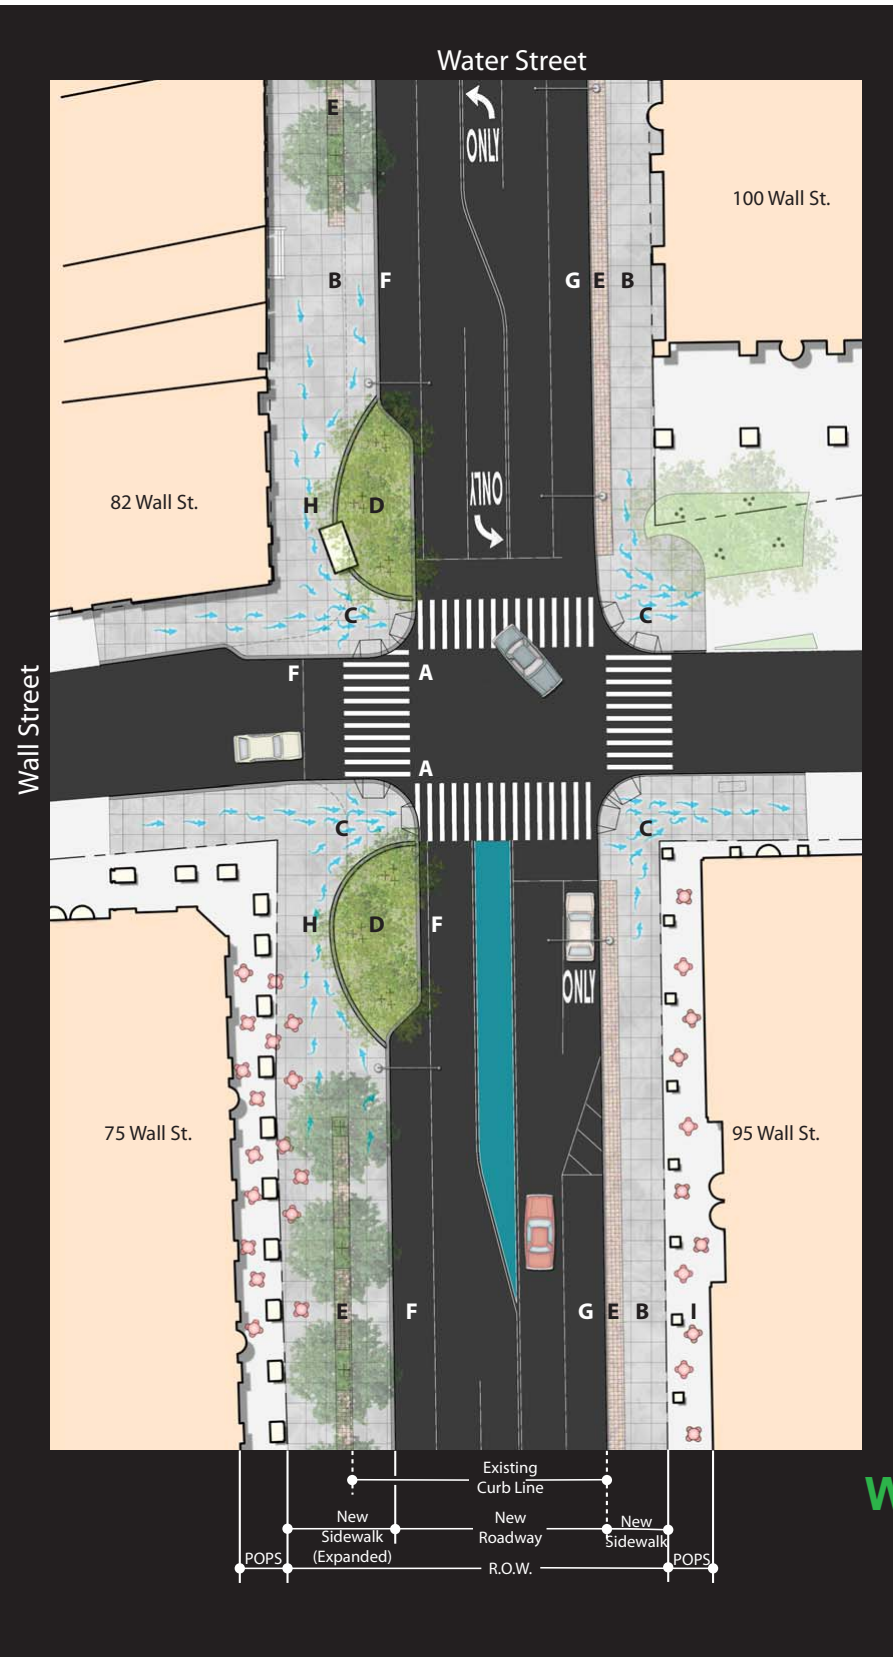 Water Street
E
ONLY
100 Wall St.
B F
G E B
ONLY
82 Wall St.
H D
C
C
Wall Street
F
A
A
C
C
H D F
ONLY
75 Wall St.
95 Wall St.
E F
G E B I
Existing
Curb Line
W
New
Sidewalk
(Expanded)
New
Roadway
New
Sidewalk
POPS
R.O.W.
POPS